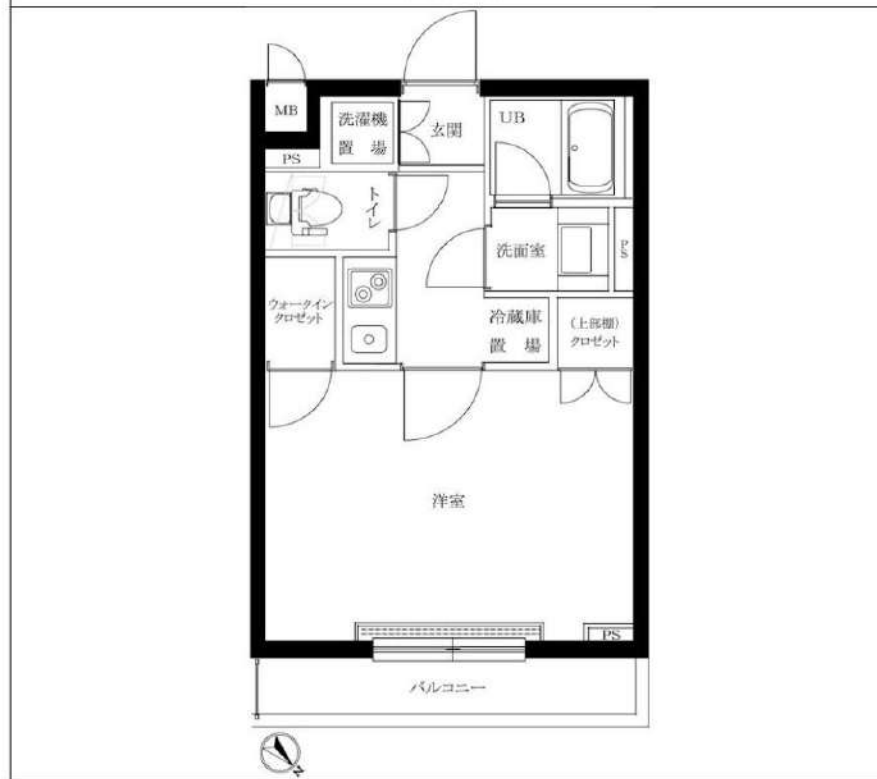 MB
洗濯機
置 場
玄関
UB
PS
トイレ
洗面室
PS
ウォークイン
クロゼット
冷蔵庫
置 場
(上部棚)
クロゼット
洋室
PS
バルコニー
N